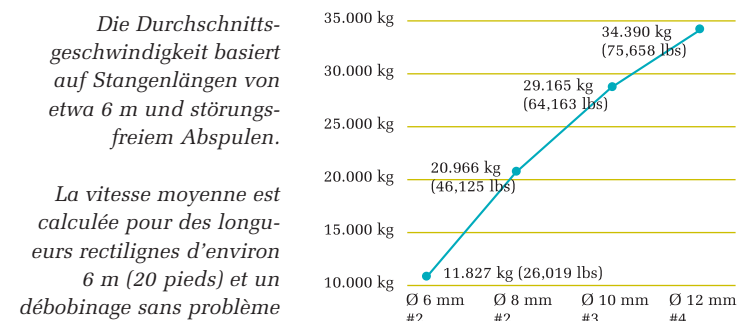 Die Durchschnitts-
geschwindigkeit basiert
auf Stangenlängen von
etwa 6 m und störungs-
freiem Abspulen.
La vitesse moyenne est
calculée pour des longu-
eurs rectilignes d'environ
6 m (20 pieds) et un
débobinage sans problème
35.000 kg
30.000 kg
25.000 kg
20.000 kg
15.000 kg
10.000 kg
34.390 kg
(75,658 lbs)
29.165 kg
(64,163 lbs)
20.966 kg
(46,125 lbs)
11.827 kg (26,019 lbs)
Ø 6 mm Ø 8 mm Ø 10 mm Ø 12 mm
#2 #2 #3 #4